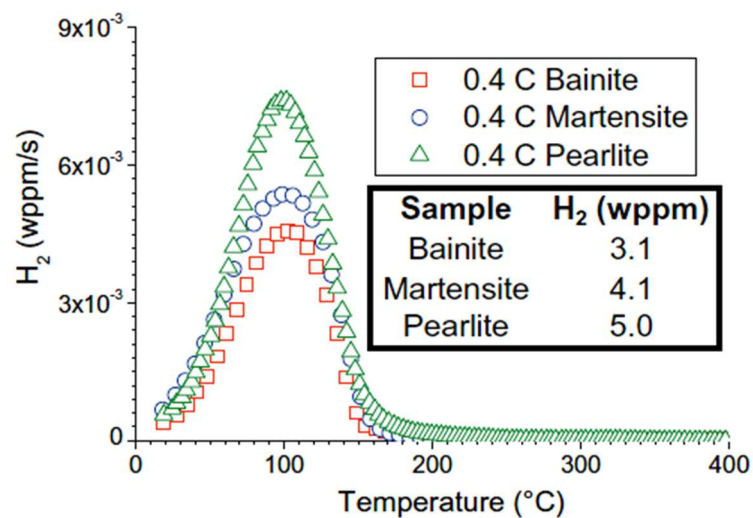 9x10⁻³
6x10⁻³
3x10⁻³
0
H₂ (wppm/s)
0.4 C Bainite
0.4 C Martensite
0.4 C Pearlite
Sample H₂ (wppm)
Bainite 3.1
Martensite 4.1
Pearlite 5.0
0 100 200 300 400
Temperature (°C)